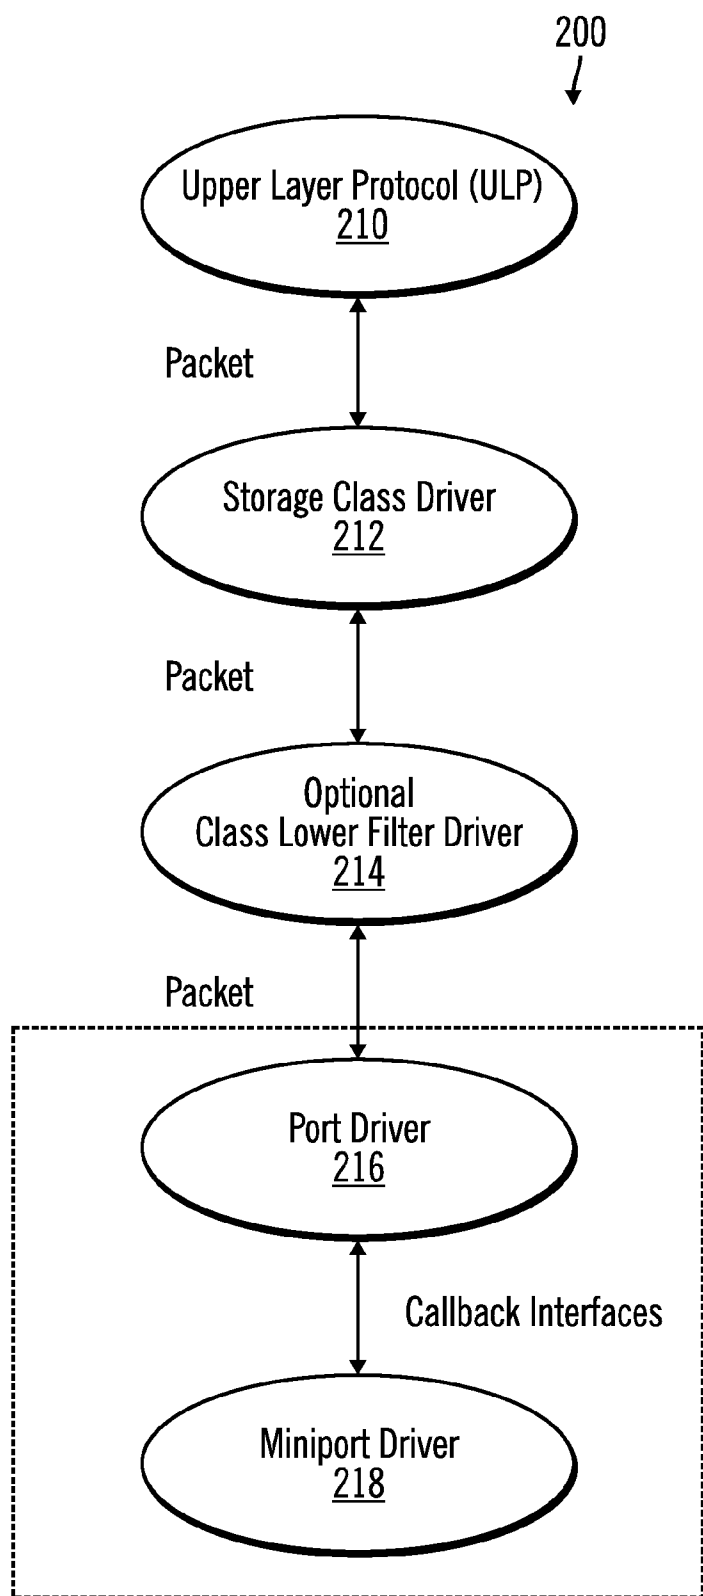 200
Upper Layer Protocol (ULP)
210
Packet
Storage Class Driver
212
Packet
Optional
Class Lower Filter Driver
214
Packet
Port Driver
216
Callback Interfaces
Miniport Driver
218